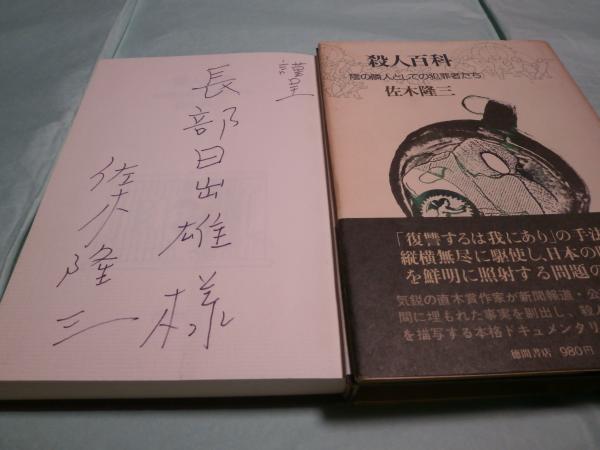 謹呈
長部日出雄様
佐木隆三
殺人百科
陰の隣人としての犯罪者たち
佐木隆三
「復讐するは我にあり」の手法
縦横無尽に駆使し、日本の
を鮮明に照射する問題の
気鋭の直木賞作家が新聞報道・公
間に埋もれた事実を剔出し、殺人
を描写する本格ドキュメンタリ
徳間書店 980円